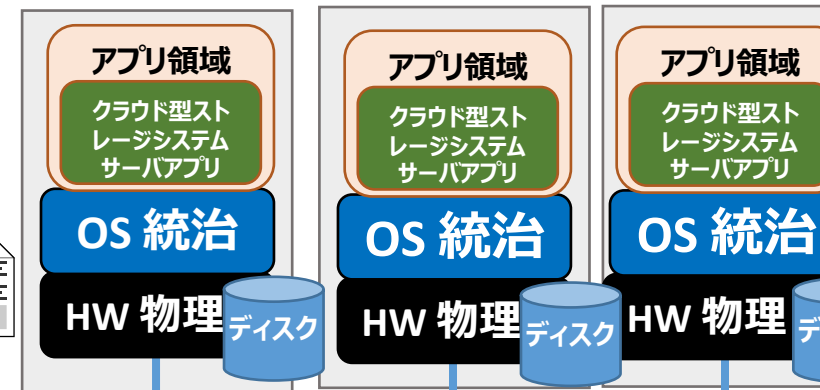 アプリ領域
クラウド型スト
レージシステム
サーバアプリ
OS 統治
HW 物理
ディスク
アプリ領域
クラウド型スト
レージシステム
サーバアプリ
OS 統治
HW 物理
ディスク
アプリ領域
クラウド型スト
レージシステム
サーバアプリ
OS 統治
HW 物理